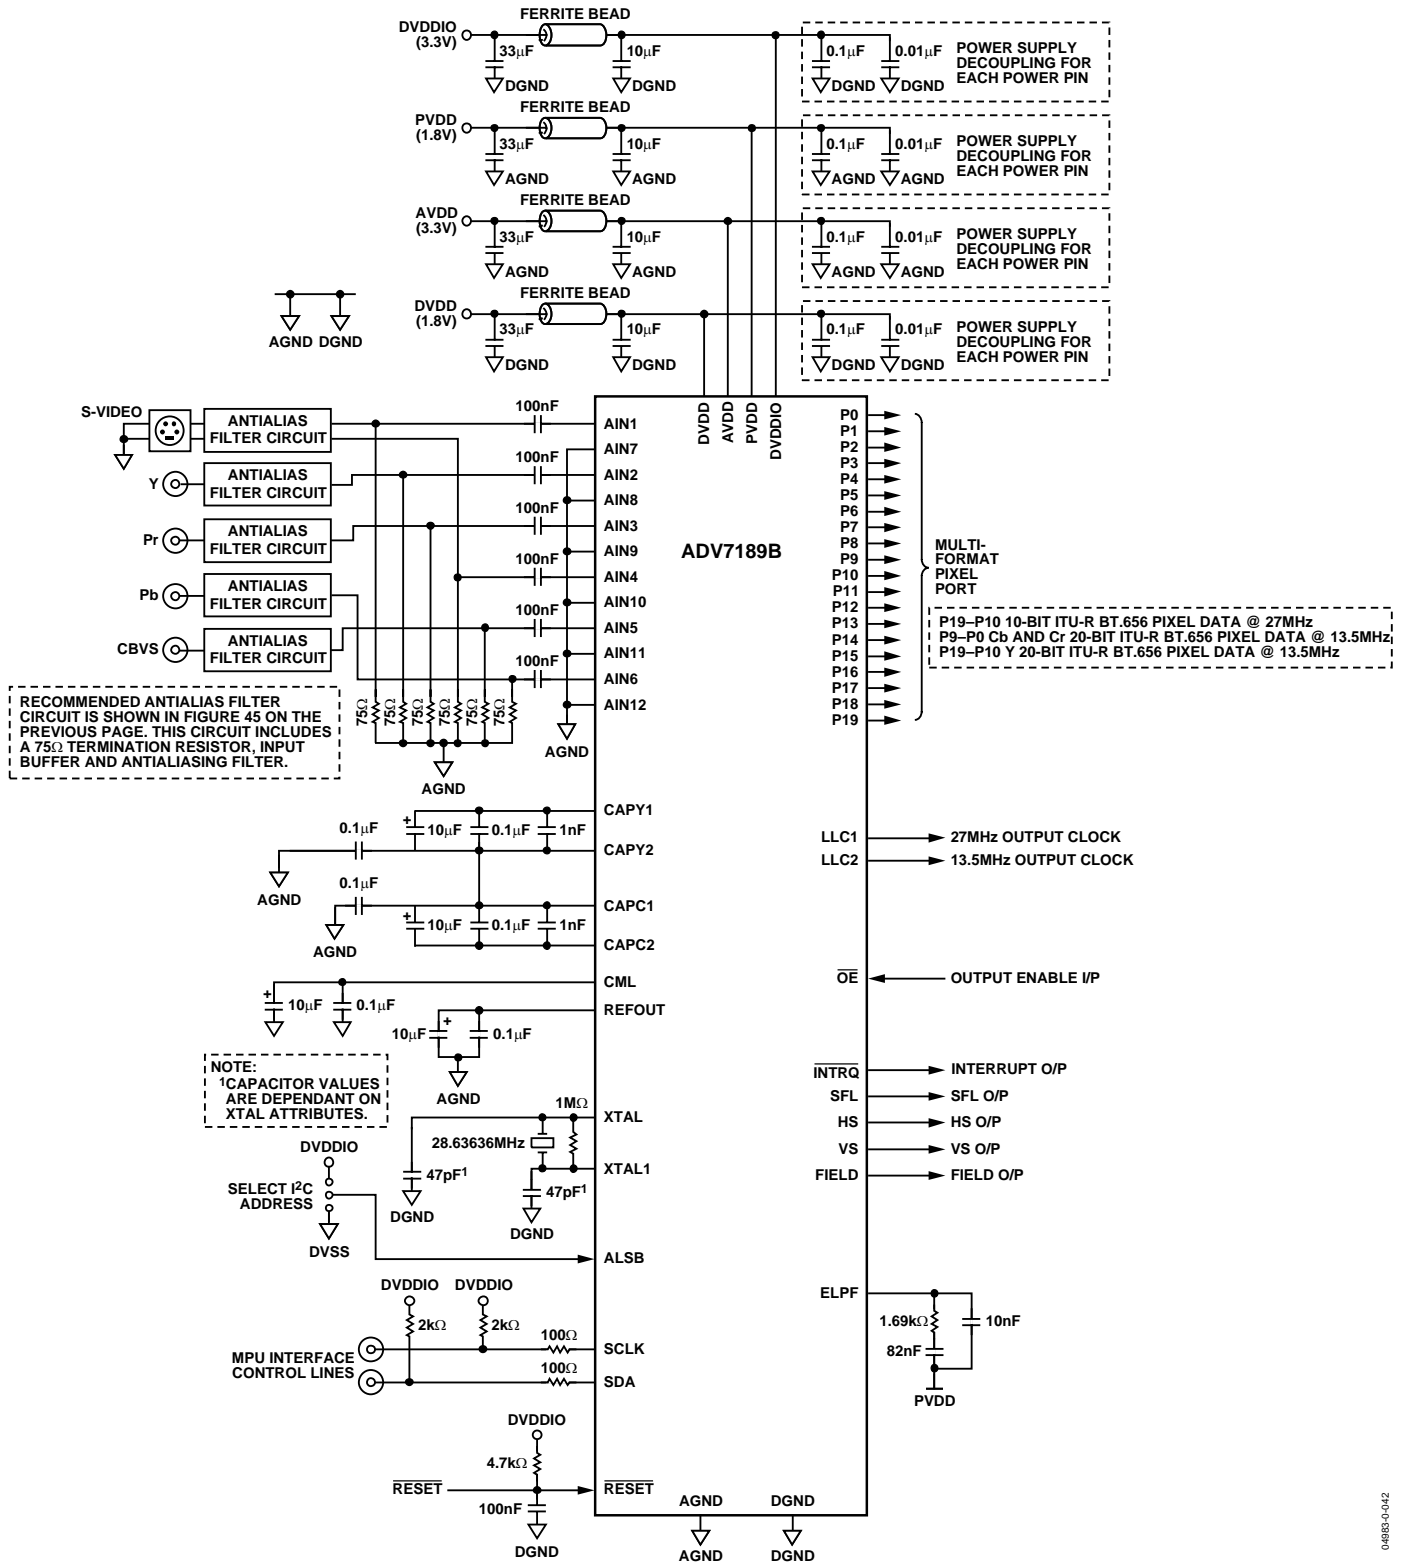 FERRITE BEAD
DVDDIO
(3.3V)
33μF
DGND
10μF
DGND
0.1μF
DGND
0.01μF
DGND
POWER SUPPLY
DECOUPLING FOR
EACH POWER PIN
FERRITE BEAD
PVDD
(1.8V)
33μF
AGND
10μF
AGND
0.1μF
AGND
0.01μF
AGND
POWER SUPPLY
DECOUPLING FOR
EACH POWER PIN
FERRITE BEAD
AVDD
(3.3V)
33μF
AGND
10μF
AGND
0.1μF
AGND
0.01μF
AGND
POWER SUPPLY
DECOUPLING FOR
EACH POWER PIN
FERRITE BEAD
DVDD
(1.8V)
33μF
DGND
10μF
DGND
0.1μF
DGND
0.01μF
DGND
POWER SUPPLY
DECOUPLING FOR
EACH POWER PIN
AGND DGND
S-VIDEO
ANTIALIAS
FILTER CIRCUIT
Y
ANTIALIAS
FILTER CIRCUIT
Pr
ANTIALIAS
FILTER CIRCUIT
Pb
ANTIALIAS
FILTER CIRCUIT
CBVS
ANTIALIAS
FILTER CIRCUIT
100nF
100nF
100nF
100nF
100nF
100nF
75Ω
75Ω
75Ω
75Ω
75Ω
75Ω
AGND
AGND
RECOMMENDED ANTIALIAS FILTER
CIRCUIT IS SHOWN IN FIGURE 45 ON THE
PREVIOUS PAGE. THIS CIRCUIT INCLUDES
A 75Ω TERMINATION RESISTOR, INPUT
BUFFER AND ANTIALIASING FILTER.
DVDD
AVDD
PVDD
DVDDIO
ADV7189B
AIN1
AIN7
AIN2
AIN8
AIN3
AIN9
AIN4
AIN10
AIN5
AIN11
AIN6
AIN12
P0
P1
P2
P3
P4
P5
P6
P7
P8
P9
P10
P11
P12
P13
P14
P15
P16
P17
P18
P19
MULTI-
FORMAT
PIXEL
PORT
P19–P10 10-BIT ITU-R BT.656 PIXEL DATA @ 27MHz
P9–P0 Cb AND Cr 20-BIT ITU-R BT.656 PIXEL DATA @ 13.5MHz
P19–P10 Y 20-BIT ITU-R BT.656 PIXEL DATA @ 13.5MHz
CAPY1
+
10μF
0.1μF
1nF
0.1μF
CAPY2
AGND
0.1μF
CAPC1
AGND
+
10μF
0.1μF
1nF
CAPC2
LLC1
27MHz OUTPUT CLOCK
LLC2
13.5MHz OUTPUT CLOCK
CML
+
10μF
0.1μF
REFOUT
10μF
+
0.1μF
AGND
OE
OUTPUT ENABLE I/P
NOTE:
1CAPACITOR VALUES
ARE DEPENDANT ON
XTAL ATTRIBUTES.
1MΩ
XTAL
28.63636MHz
XTAL1
47pF1
DGND
47pF1
DGND
INTRQ
INTERRUPT O/P
SFL
SFL O/P
HS
HS O/P
VS
VS O/P
FIELD
FIELD O/P
DVDDIO
SELECT I2C
ADDRESS
DVSS
ALSB
DVDDIO
DVDDIO
2kΩ
2kΩ
MPU INTERFACE
CONTROL LINES
100Ω
SCLK
100Ω
SDA
ELPF
1.69kΩ
10nF
82nF
PVDD
DVDDIO
4.7kΩ
RESET
RESET
100nF
DGND
AGND
DGND
AGND
DGND
04983-0-042